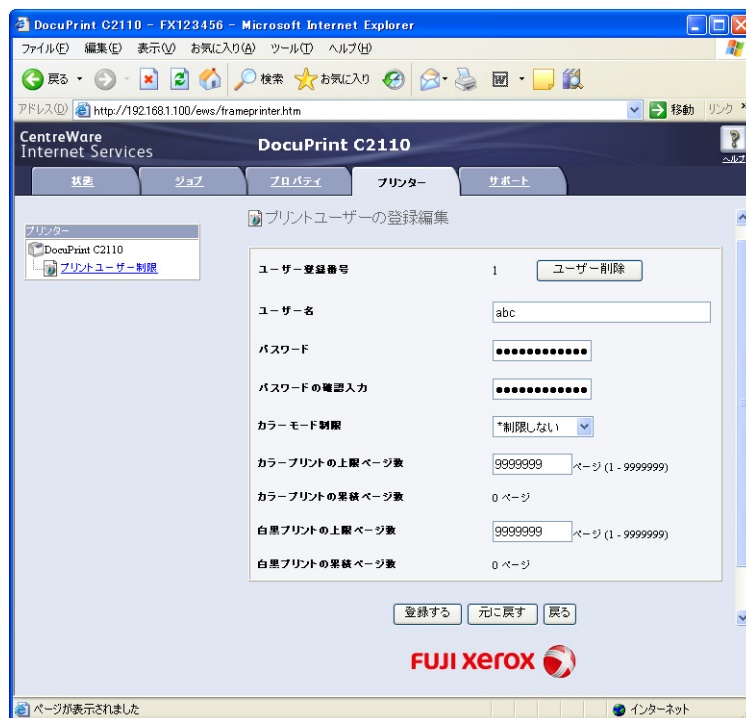 DocuPrint C2110 - FX123456 - Microsoft Internet Explorer
ファイル(F) 編集(E) 表示(V) お気に入り(A) ツール(T) ヘルプ(H)
戻る 検索 お気に入り
アドレス(D) http://192.168.1.100/ews/frameprinter.htm 移動 リンク »
CentreWare
Internet Services
DocuPrint C2110
ヘルプ
状態 ジョブ プロパティ プリンター サポート
プリンター
DocuPrint C2110
プリントユーザー制限
プリントユーザーの登録編集
ユーザー登録番号 1 ユーザー削除
ユーザー名 abc
パスワード ●●●●●●●●●●●●
パスワードの確認入力 ●●●●●●●●●●●●
カラーモード制限 *制限しない
カラープリントの上限ページ数 9999999 ページ (1 - 9999999)
カラープリントの累積ページ数 0 ページ
白黒プリントの上限ページ数 9999999 ページ (1 - 9999999)
白黒プリントの累積ページ数 0 ページ
登録する 元に戻す 戻る
FUJI XEROX
ページが表示されました インターネット